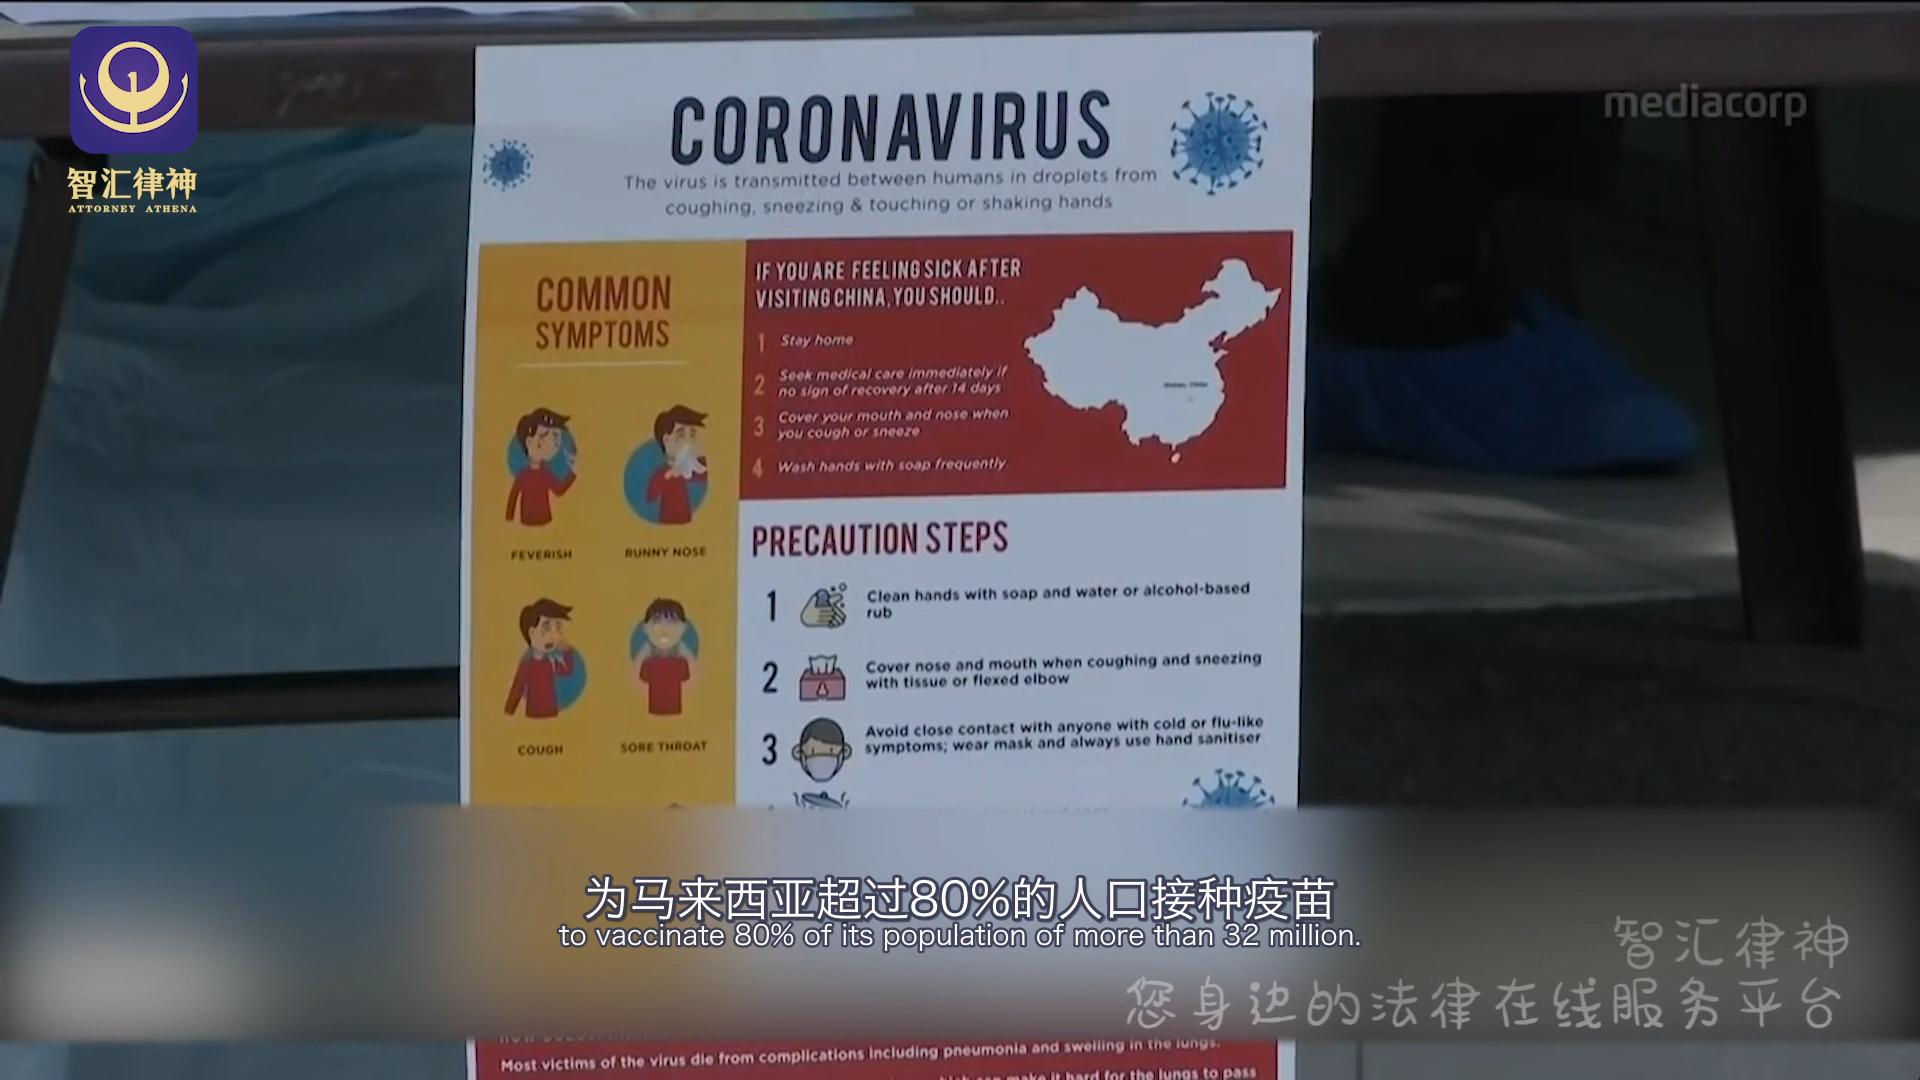 智汇律神
ATTORNEY ATHENA
mediacorp
CORONAVIRUS
The virus is transmitted between humans in droplets from
coughing, sneezing & touching or shaking hands
COMMON
SYMPTOMS
FEVERISH
RUNNY NOSE
COUGH
SORE THROAT
IF YOU ARE FEELING SICK AFTER
VISITING CHINA, YOU SHOULD..
1 Stay home
2 Seek medical care immediately if
no sign of recovery after 14 days
3 Cover your mouth and nose when
you cough or sneeze
4 Wash hands with soap frequently
PRECAUTION STEPS
1 Clean hands with soap and water or alcohol-based
rub
2 Cover nose and mouth when coughing and sneezing
with tissue or flexed elbow
3 Avoid close contact with anyone with cold or flu-like
symptoms; wear mask and always use hand sanitiser
为马来西亚超过80%的人口接种疫苗
to vaccinate 80% of its population of more than 32 million.
智汇律神
您身边的法律在线服务平台
Most victims of the virus die from complications including pneumonia and swelling in the lungs.
can make it hard for the lungs to pass